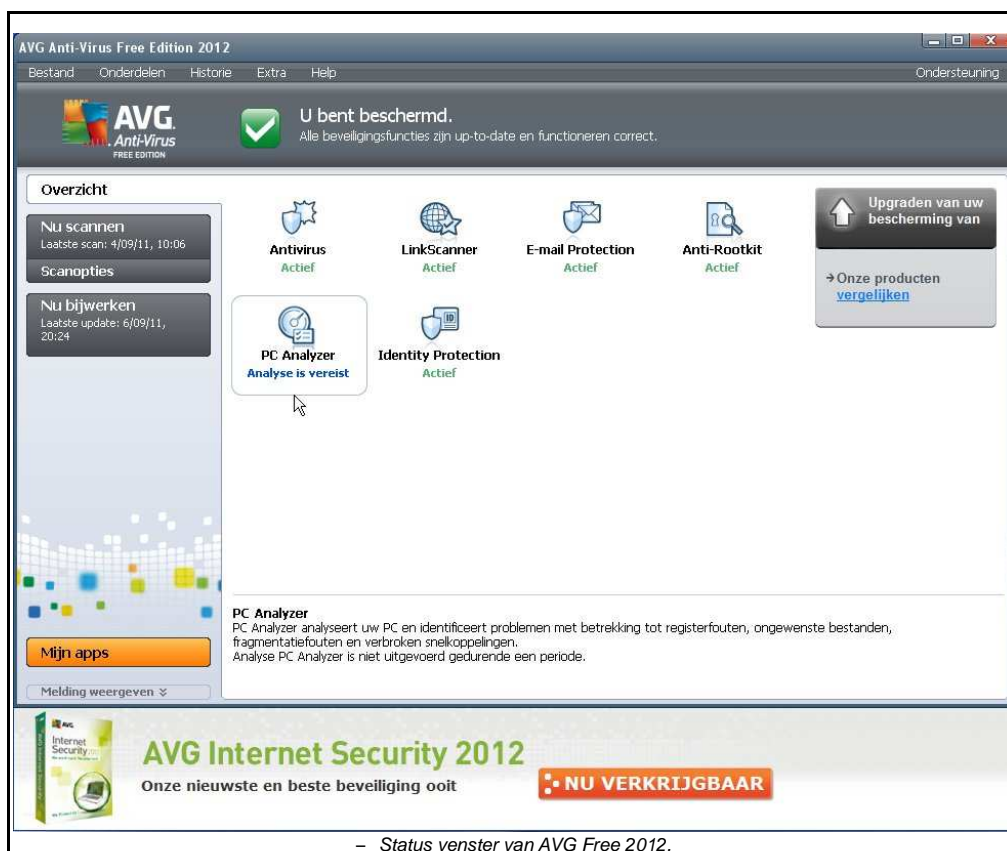 AVG Anti-Virus Free Edition 2012
Bestand Onderdelen Historie Extra Help Ondersteuning
AVG.
Anti-Virus
FREE EDITION
U bent beschermd.
Alle beveiligingsfuncties zijn up-to-date en functioneren correct.
Overzicht
Nu scannen
Laatste scan: 4/09/11, 10:06
Scanopties
Nu bijwerken
Laatste update: 6/09/11,
20:24
Antivirus
Actief
LinkScanner
Actief
E-mail Protection
Actief
Anti-Rootkit
Actief
PC Analyzer
Analyse is vereist
Identity Protection
Actief
Upgraden van uw
bescherming van
Onze producten
vergelijken
PC Analyzer
PC Analyzer analyseert uw PC en identificeert problemen met betrekking tot registerfouten, ongewenste bestanden,
fragmentatiefouten en verbroken snelkoppelingen.
Analyse PC Analyzer is niet uitgevoerd gedurende een periode.
Mijn apps
Melding weergeven
AVG
Internet
Security
AVG Internet Security 2012
Onze nieuwste en beste beveiliging ooit
NU VERKRIJGBAAR
– Status venster van AVG Free 2012.